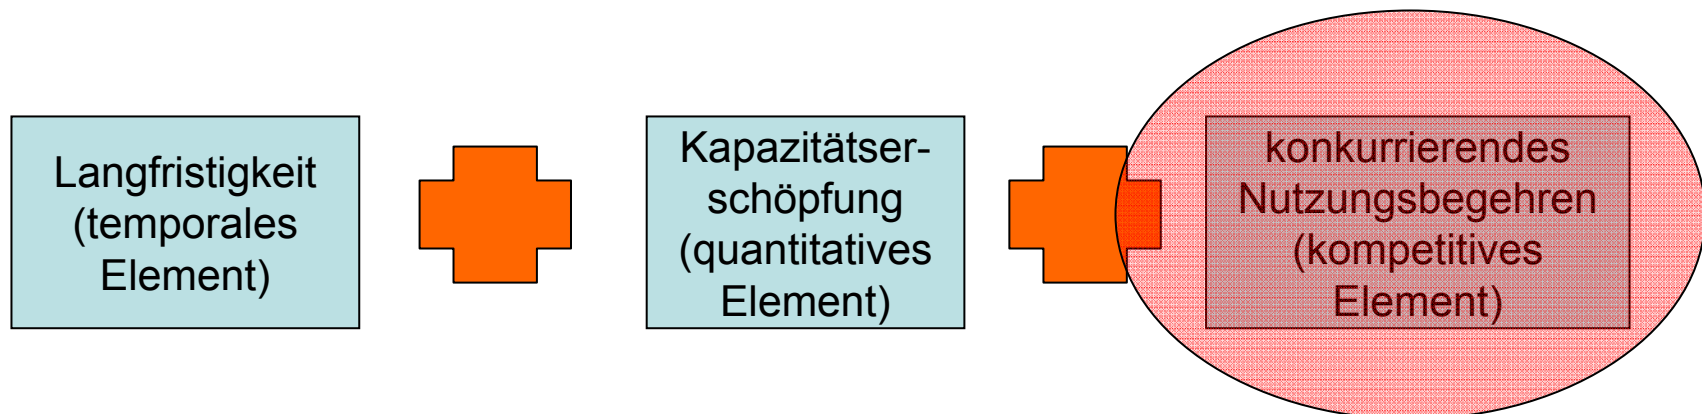 Langfristigkeit
(temporales
Element)
Kapazitätser-
schöpfung
(quantitatives
Element)
konkurrierendes
Nutzungsbegehren
(kompetitives
Element)